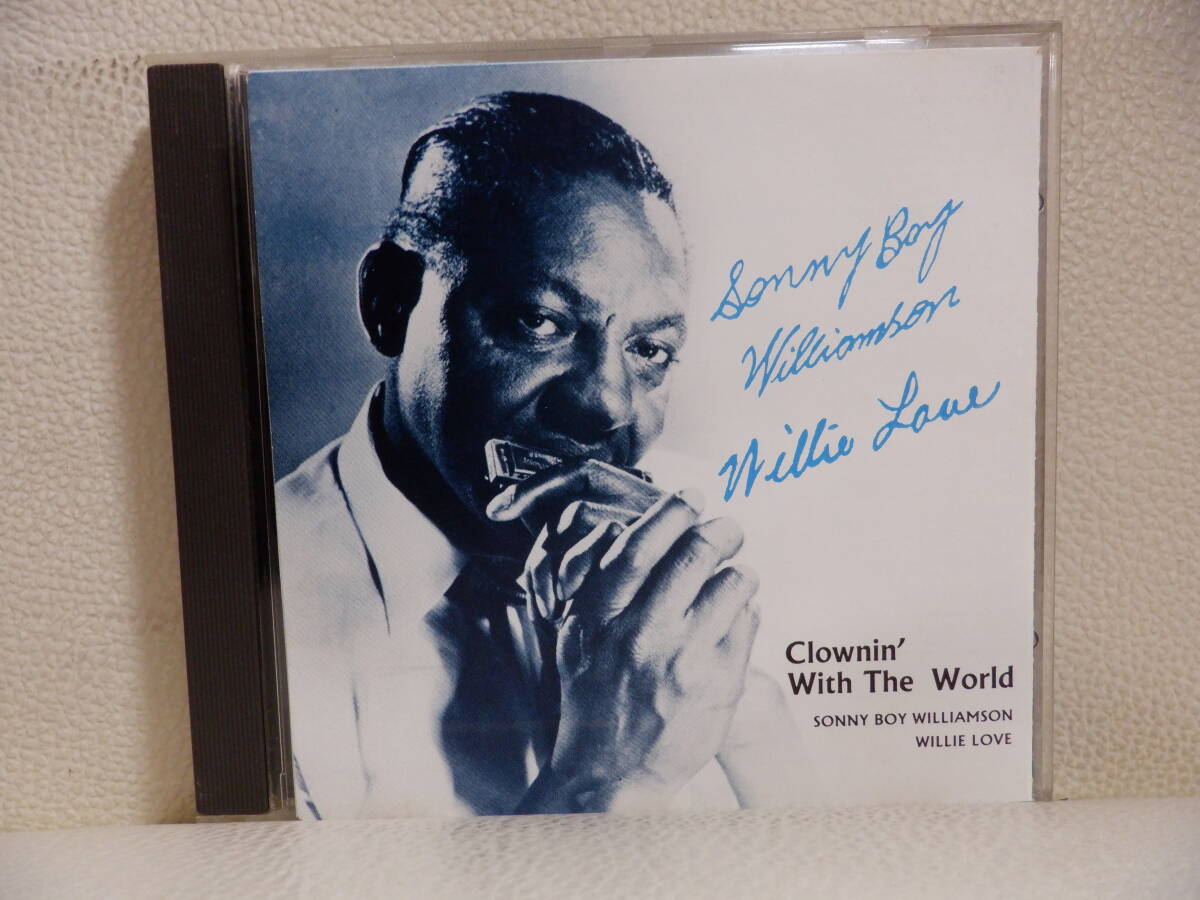 Sonny Boy
Williamson
Willie Love
Clownin'
With The World
SONNY BOY WILLIAMSON
WILLIE LOVE